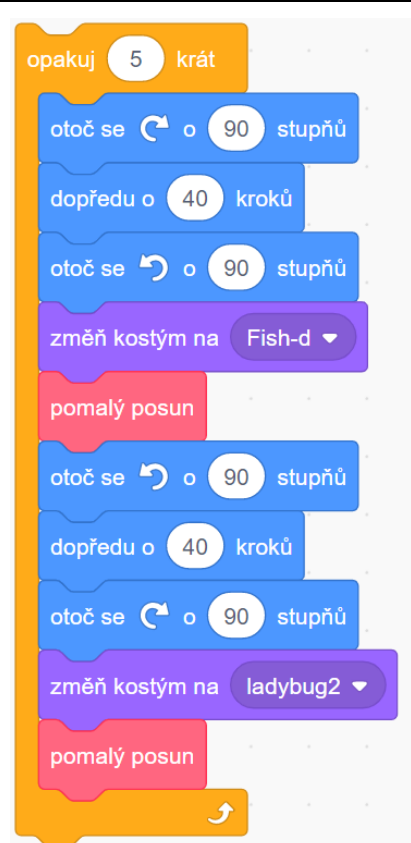 opakuj 5 krát
otoč se o 90 stupňů
dopředu o 40 kroků
otoč se o 90 stupňů
změň kostým na Fish-d
pomalý posun
otoč se o 90 stupňů
dopředu o 40 kroků
otoč se o 90 stupňů
změň kostým na ladybug2
pomalý posun